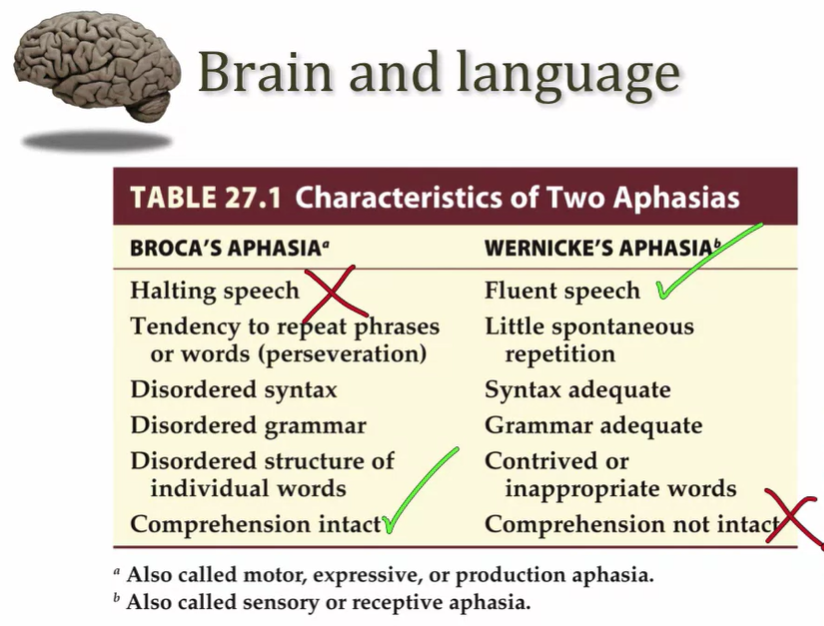 Brain and language
TABLE 27.1 Characteristics of Two Aphasias
BROCA'S APHASIAᵃ
WERNICKE'S APHASIAᵇ
Halting speech
Fluent speech
Tendency to repeat phrases
or words (perseveration)
Little spontaneous
repetition
Disordered syntax
Syntax adequate
Disordered grammar
Grammar adequate
Disordered structure of
individual words
Contrived or
inappropriate words
Comprehension intact
Comprehension not intact
ᵃ Also called motor, expressive, or production aphasia.
ᵇ Also called sensory or receptive aphasia.